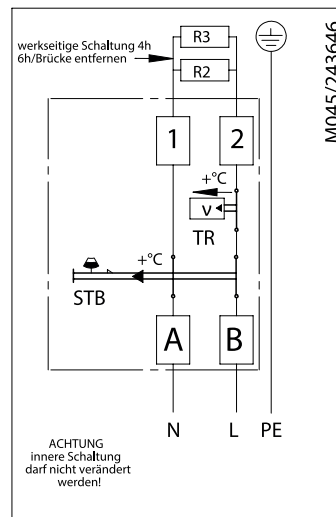 werkseitige Schaltung 4h
6h/Brücke entfernen
R3
R2
M045/243646
1
2
+°C
ν
TR
+°C
STB
A
B
N
L
PE
ACHTUNG
innere Schaltung
darf nicht verändert
werden!